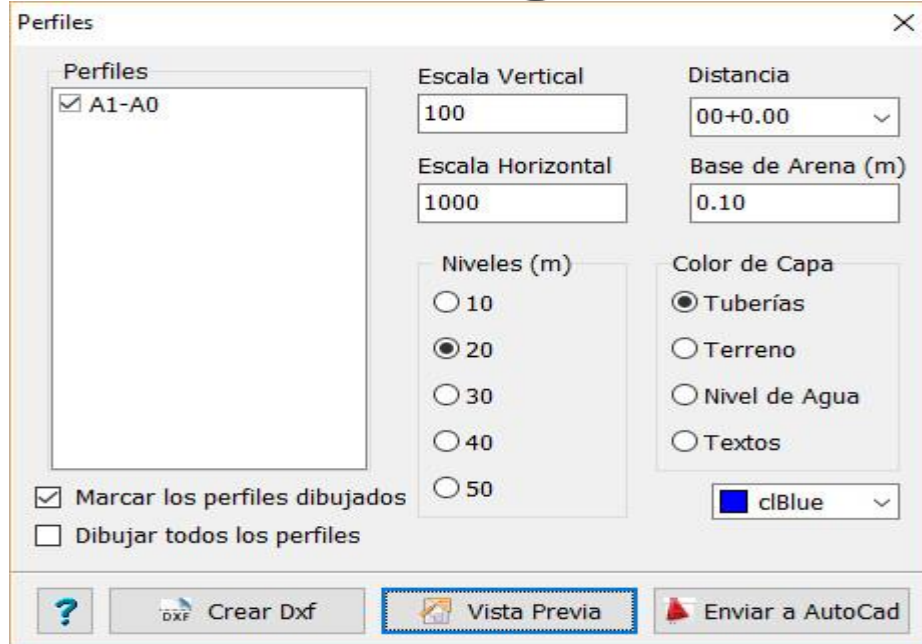 Perfiles
Perfiles
A1-A0
Marcar los perfiles dibujados
Dibujar todos los perfiles
Escala Vertical
100
Escala Horizontal
1000
Distancia
00+0.00
Base de Arena (m)
0.10
Niveles (m)
10
20
30
40
50
Color de Capa
Tuberías
Terreno
Nivel de Agua
Textos
clBlue
?
DXF Crear Dxf
Vista Previa
Enviar a AutoCad